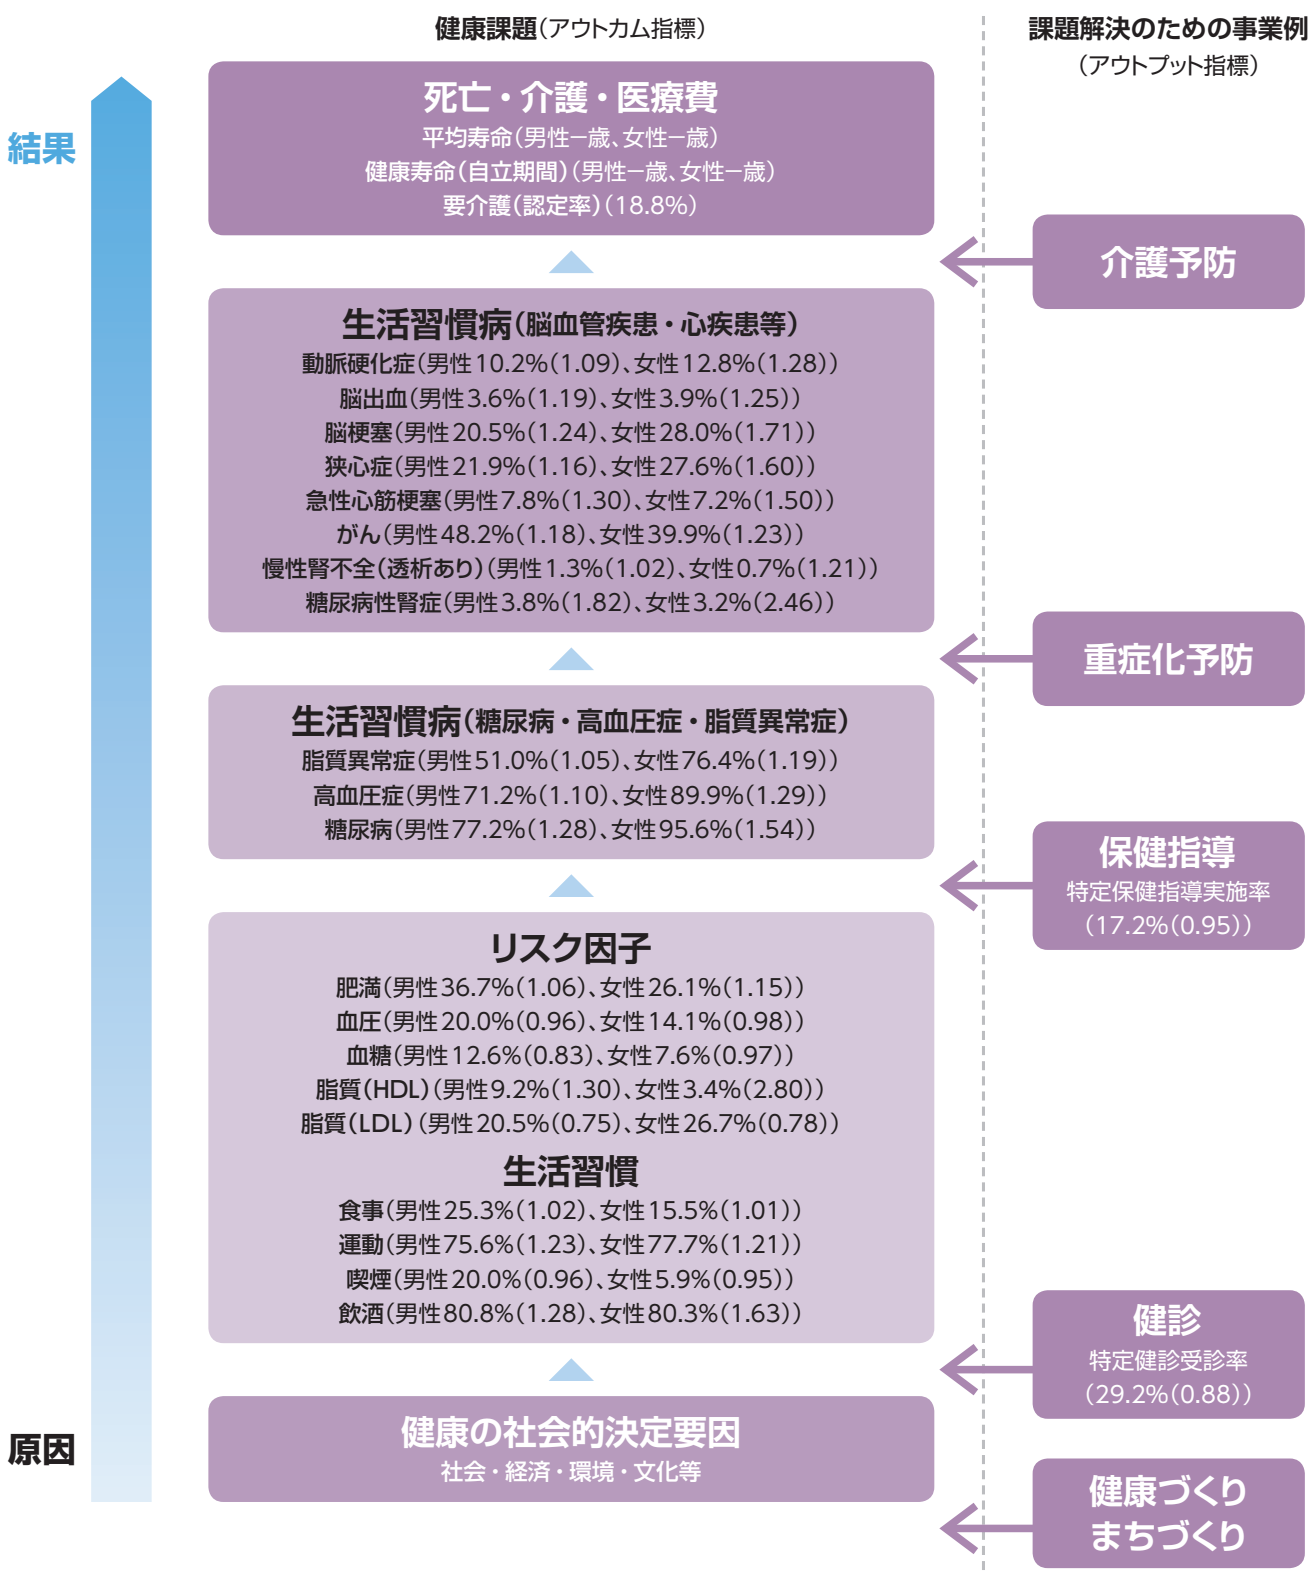 健康課題（アウトカム指標）
課題解決のための事業例
（アウトプット指標）
結果
死亡・介護・医療費
平均寿命（男性ー歳、女性ー歳）
健康寿命（自立期間）（男性ー歳、女性ー歳）
要介護（認定率）（18.8%）
介護予防
生活習慣病（脳血管疾患・心疾患等）
動脈硬化症（男性10.2%（1.09）、女性12.8%（1.28））
脳出血（男性3.6%（1.19）、女性3.9%（1.25））
脳梗塞（男性20.5%（1.24）、女性28.0%（1.71））
狭心症（男性21.9%（1.16）、女性27.6%（1.60））
急性心筋梗塞（男性7.8%（1.30）、女性7.2%（1.50））
がん（男性48.2%（1.18）、女性39.9%（1.23））
慢性腎不全（透析あり）（男性1.3%（1.02）、女性0.7%（1.21））
糖尿病性腎症（男性3.8%（1.82）、女性3.2%（2.46））
重症化予防
生活習慣病（糖尿病・高血圧症・脂質異常症）
脂質異常症（男性51.0%（1.05）、女性76.4%（1.19））
高血圧症（男性71.2%（1.10）、女性89.9%（1.29））
糖尿病（男性77.2%（1.28）、女性95.6%（1.54））
保健指導
特定保健指導実施率
（17.2%（0.95））
リスク因子
肥満（男性36.7%（1.06）、女性26.1%（1.15））
血圧（男性20.0%（0.96）、女性14.1%（0.98））
血糖（男性12.6%（0.83）、女性7.6%（0.97））
脂質（HDL）（男性9.2%（1.30）、女性3.4%（2.80））
脂質（LDL）（男性20.5%（0.75）、女性26.7%（0.78））
生活習慣
食事（男性25.3%（1.02）、女性15.5%（1.01））
運動（男性75.6%（1.23）、女性77.7%（1.21））
喫煙（男性20.0%（0.96）、女性5.9%（0.95））
飲酒（男性80.8%（1.28）、女性80.3%（1.63））
健診
特定健診受診率
（29.2%（0.88））
原因
健康の社会的決定要因
社会・経済・環境・文化等
健康づくり
まちづくり